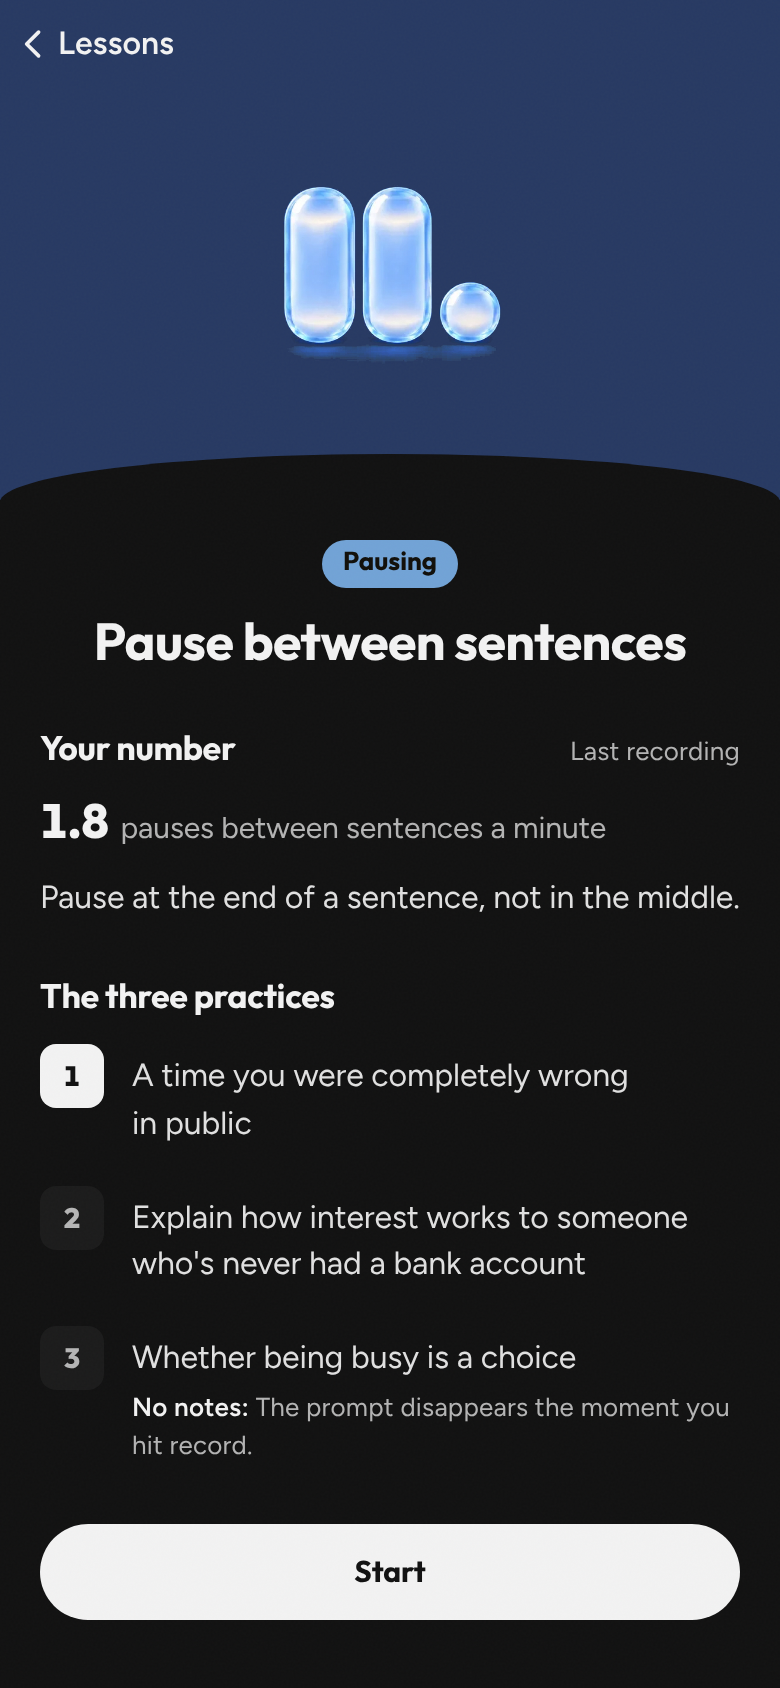 Lessons
Pausing
Pause between sentences
Your number
Last recording
1.8 pauses between sentences a minute
Pause at the end of a sentence, not in the middle.
The three practices
1 A time you were completely wrong
in public
2 Explain how interest works to someone
who's never had a bank account
3 Whether being busy is a choice
No notes: The prompt disappears the moment you
hit record.
Start